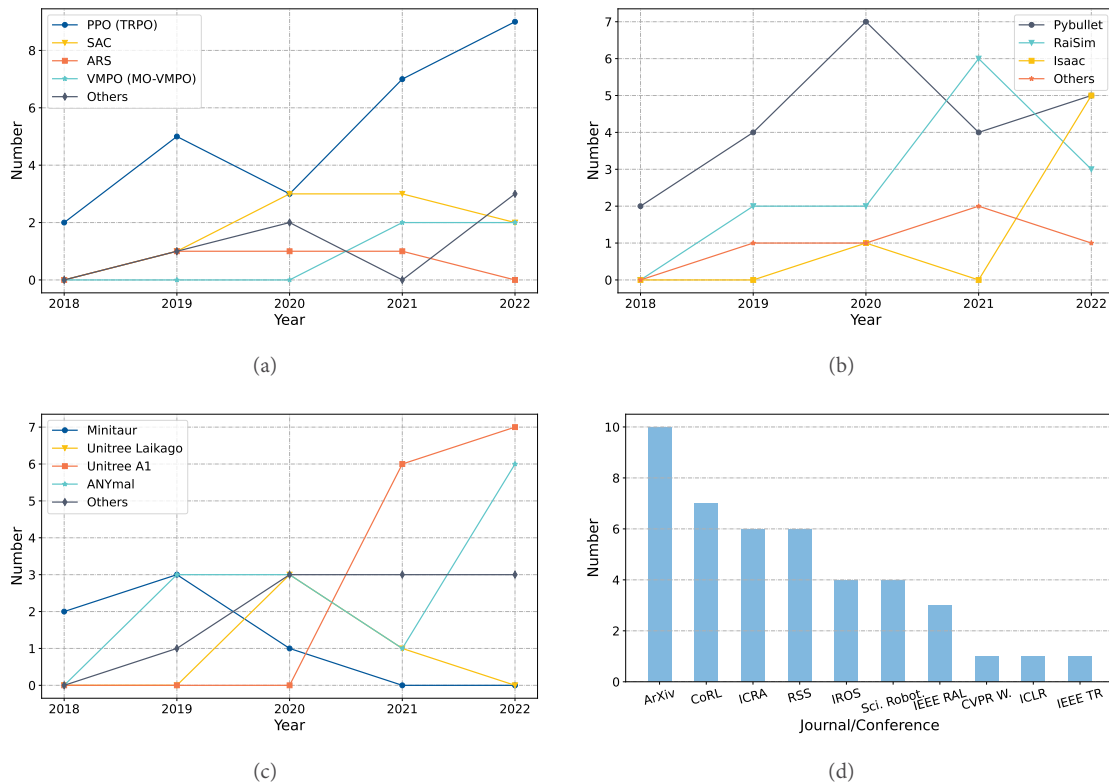 PPO (TRPO)
SAC
ARS
VMPO (MO-VMPO)
Others
8
6
4
2
0
Number
2018 2019 2020 2021 2022
Year
(a)
Pybullet
RaiSim
Isaac
Others
7
6
5
4
3
2
1
0
Number
2018 2019 2020 2021 2022
Year
(b)
Minitaur
Unitree Laikago
Unitree A1
ANYmal
Others
7
6
5
4
3
2
1
0
Number
2018 2019 2020 2021 2022
Year
(c)
10
8
6
4
2
0
Number
ArXiv CoRL ICRA RSS IROS Sci. Robot. IEEE RAL CVPR W. ICLR IEEE TR
Journal/Conference
(d)